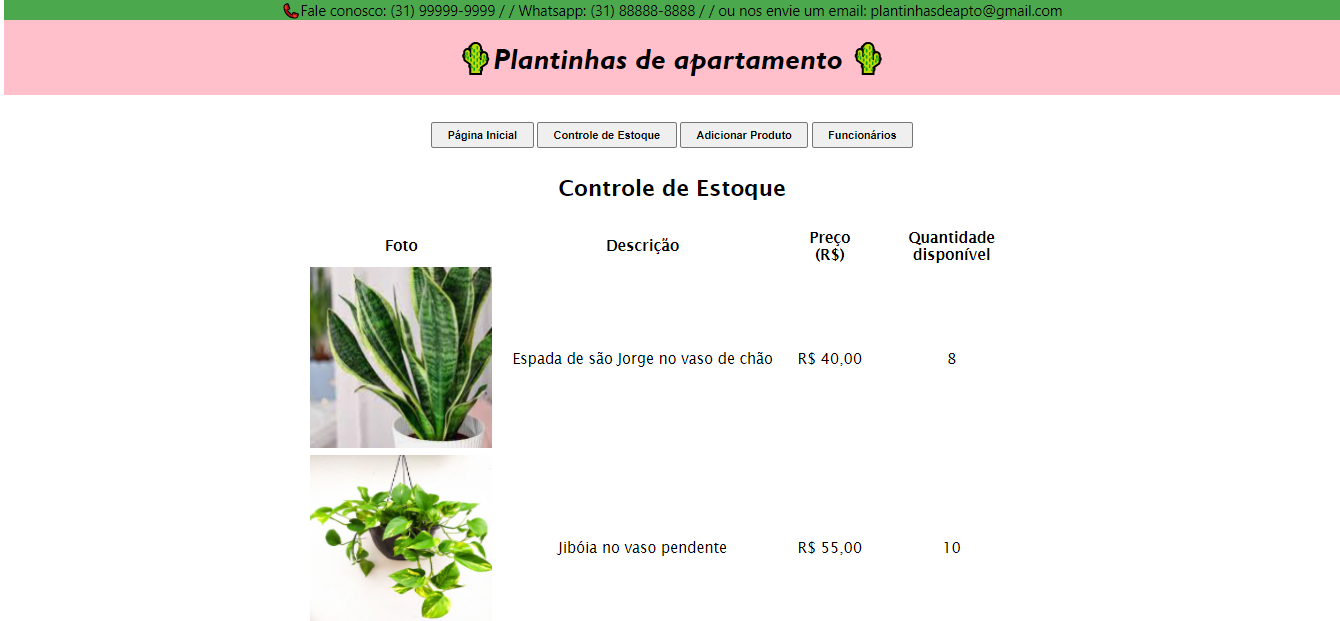 Fale conosco: (31) 99999-9999 / / Whatsapp: (31) 88888-8888 / / ou nos envie um email: plantinhasdeapto@gmail.com
Plantinhas de apartamento
Página Inicial Controle de Estoque Adicionar Produto Funcionários
Controle de Estoque
Foto Descrição Preço (R$) Quantidade disponível
Espada de são Jorge no vaso de chão R$ 40,00 8
Jibóia no vaso pendente R$ 55,00 10